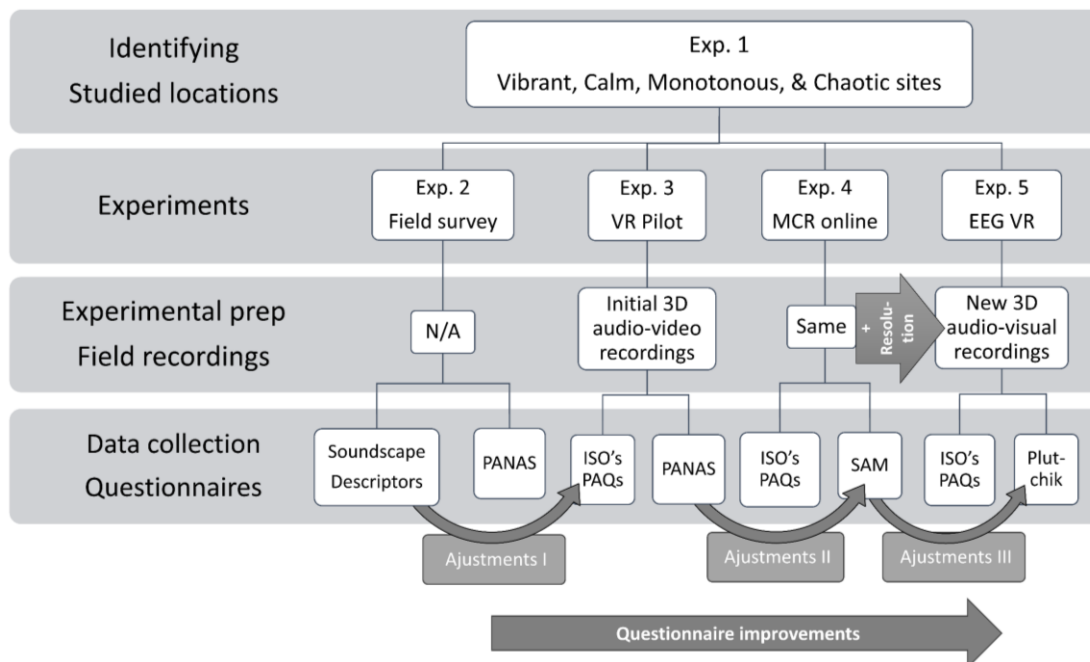 Identifying
Studied locations
Exp. 1
Vibrant, Calm, Monotonous, & Chaotic sites
Experiments
Exp. 2
Field survey
Exp. 3
VR Pilot
Exp. 4
MCR online
Exp. 5
EEG VR
Experimental prep
Field recordings
N/A
Initial 3D
audio-video
recordings
Same
+
Resolu-
tion
New 3D
audio-visual
recordings
Data collection
Questionnaires
Soundscape
Descriptors
PANAS
ISO's
PAQs
PANAS
ISO's
PAQs
SAM
ISO's
PAQs
Plut-
chik
Ajustments I
Ajustments II
Ajustments III
Questionnaire improvements